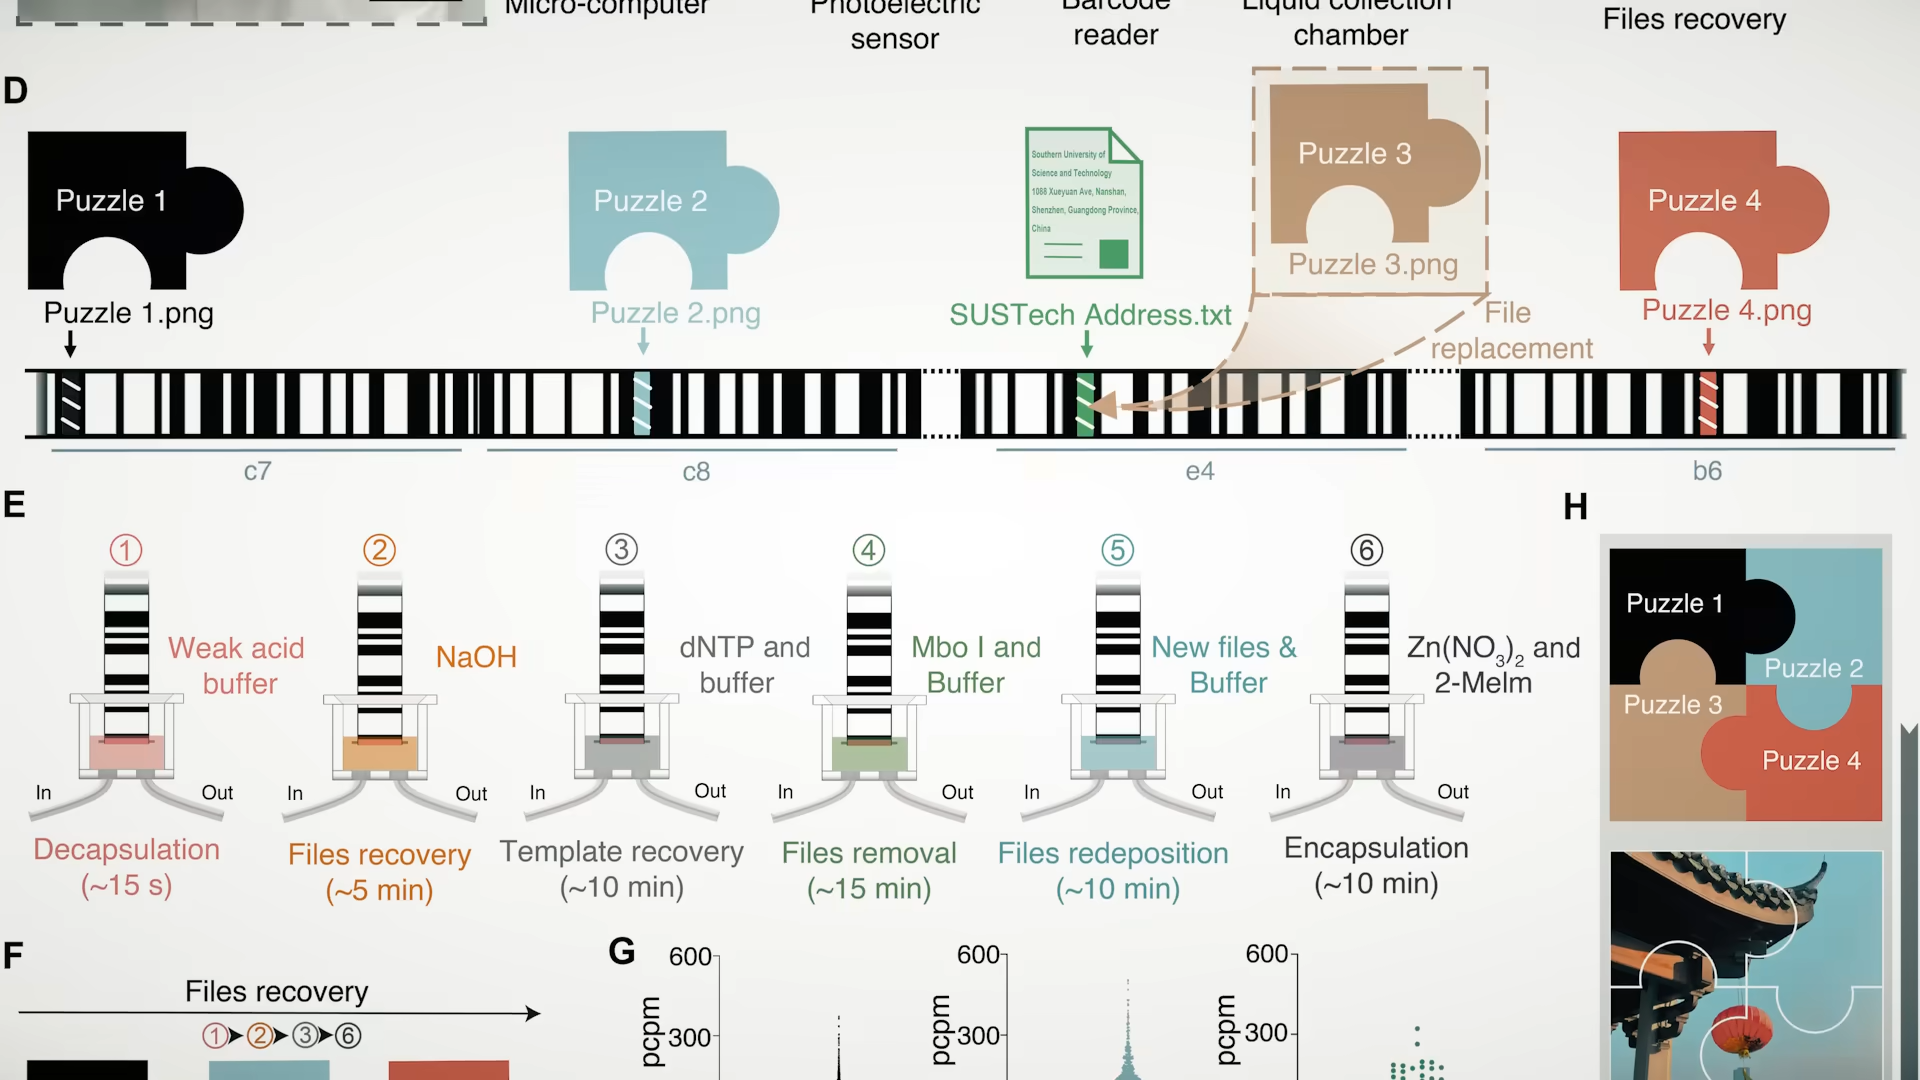 Micro-computer
Photoelectric
sensor
Barcode
reader
Liquid collection
chamber
Files recovery
D
Puzzle 1
Puzzle 1.png
Puzzle 2
Puzzle 2.png
Southern University of
Science and Technology
1088 Xueyuan Ave, Nanshan,
Shenzhen, Guangdong Province,
China
SUSTech Address.txt
Puzzle 3
Puzzle 3.png
File
replacement
Puzzle 4
Puzzle 4.png
c7
c8
e4
b6
E
① Weak acid
buffer
In Out
Decapsulation
(~15 s)
② NaOH
In Out
Files recovery
(~5 min)
③ dNTP and
buffer
In Out
Template recovery
(~10 min)
④ Mbo I and
Buffer
In Out
Files removal
(~15 min)
⑤ New files &
Buffer
In Out
Files redeposition
(~10 min)
⑥ Zn(NO₃)₂ and
2-Melm
In Out
Encapsulation
(~10 min)
F
Files recovery
① ② ③ ⑥
G
600
300
pcppm
600
300
pcppm
600
300
pcppm
H
Puzzle 1
Puzzle 2
Puzzle 3
Puzzle 4